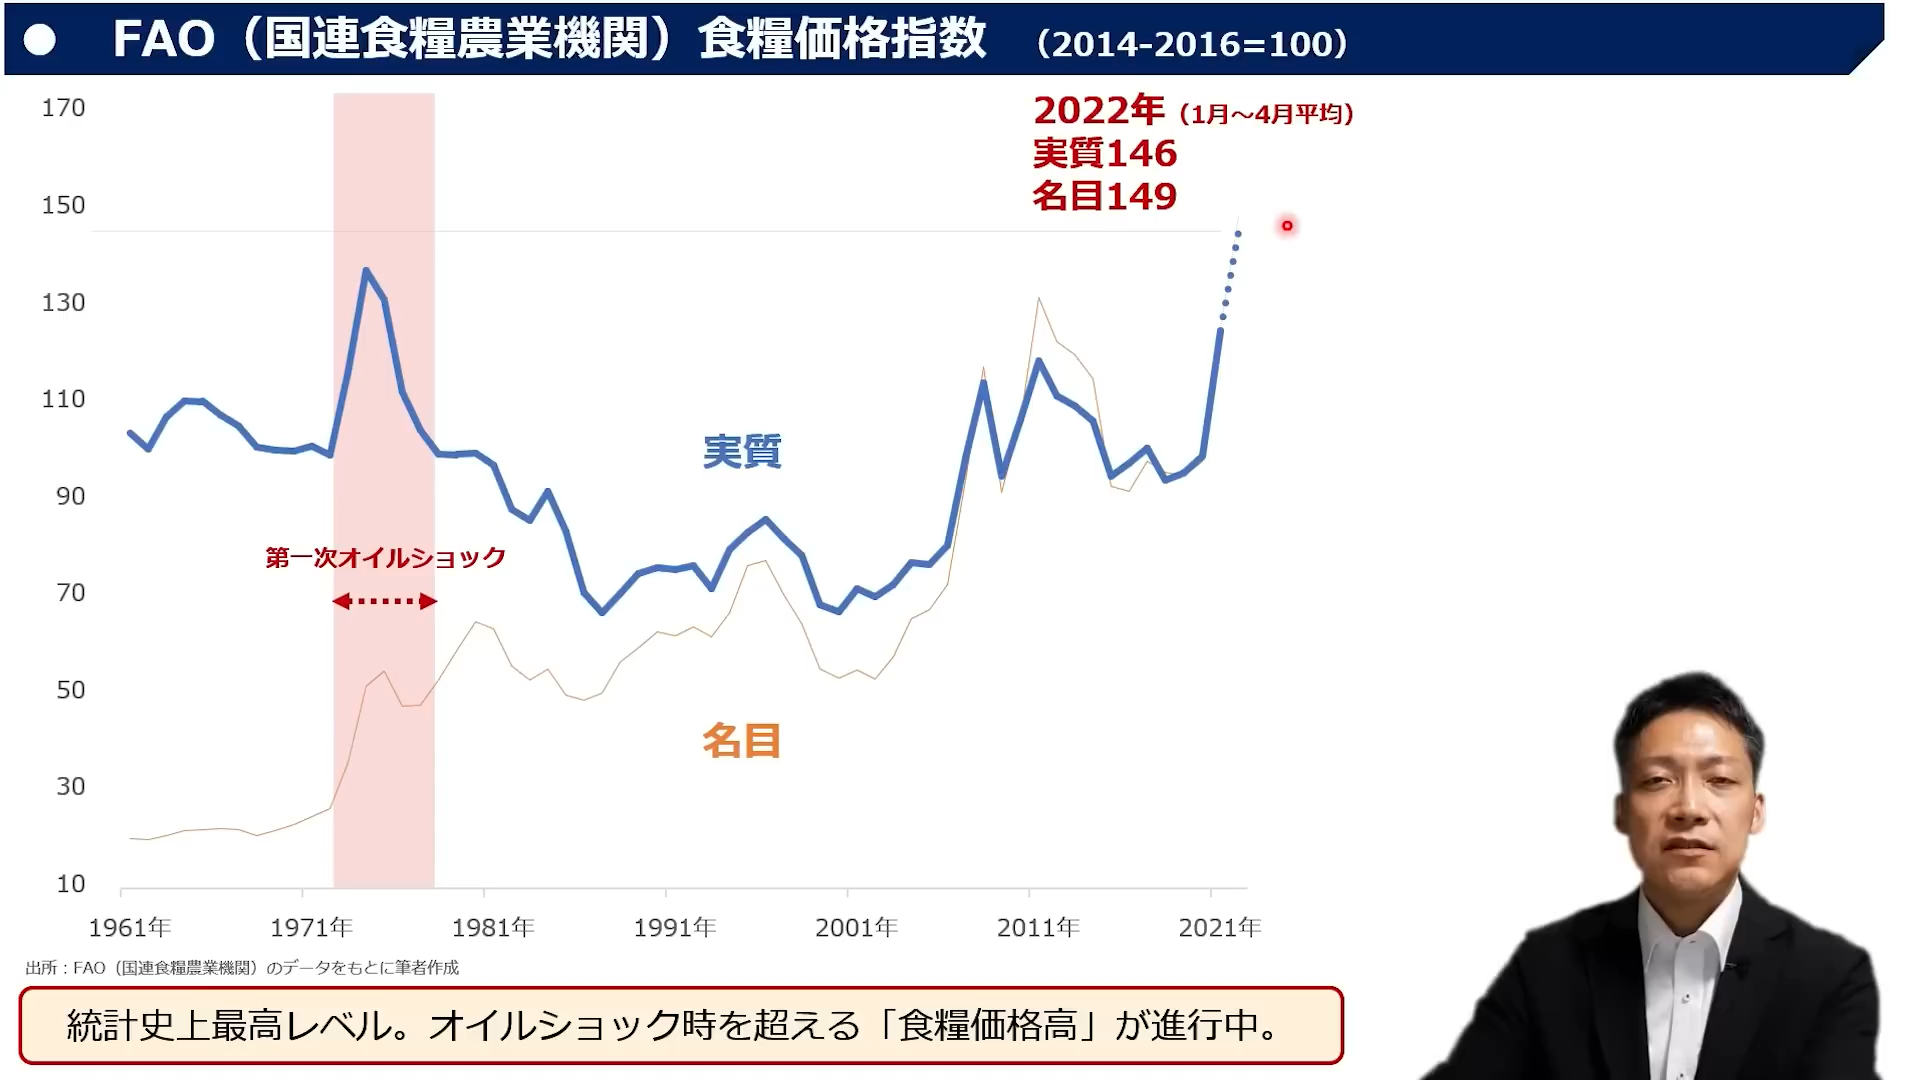 FAO（国連食糧農業機関）食糧価格指数 （2014-2016=100）
2022年（1月～4月平均）
実質146
名目149
170
150
130
110
90
70
50
30
10
実質
第一次オイルショック
名目
1961年 1971年 1981年 1991年 2001年 2011年 2021年
出所：FAO（国連食糧農業機関）のデータをもとに筆者作成
統計史上最高レベル。オイルショック時を超える「食糧価格高」が進行中。